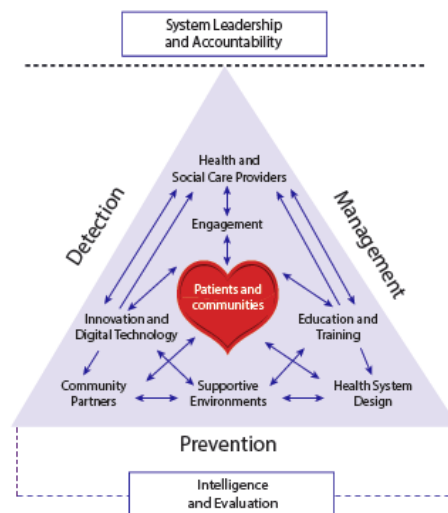 System Leadership
and Accountability
Health and
Social Care Providers
Detection
Management
Engagement
Patients and
communities
Innovation and
Digital Technology
Education and
Training
Community
Partners
Supportive
Environments
Health System
Design
Prevention
Intelligence
and Evaluation